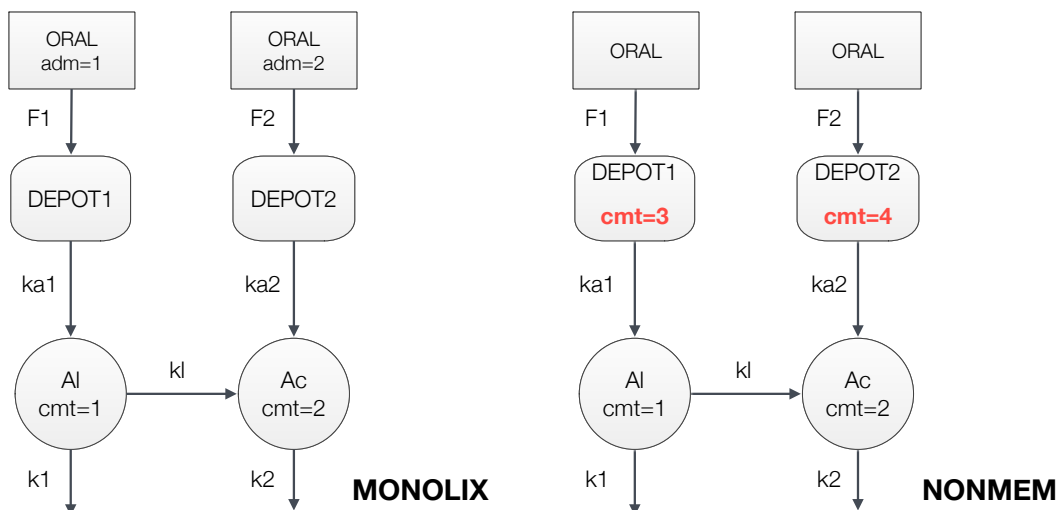 ORAL
adm=1
ORAL
adm=2
F1
F2
DEPOT1
DEPOT2
ka1
ka2
Al
cmt=1
kl
Ac
cmt=2
k1
k2
MONOLIX
ORAL
ORAL
F1
F2
DEPOT1
cmt=3
DEPOT2
cmt=4
ka1
ka2
Al
cmt=1
kl
Ac
cmt=2
k1
k2
NONMEM